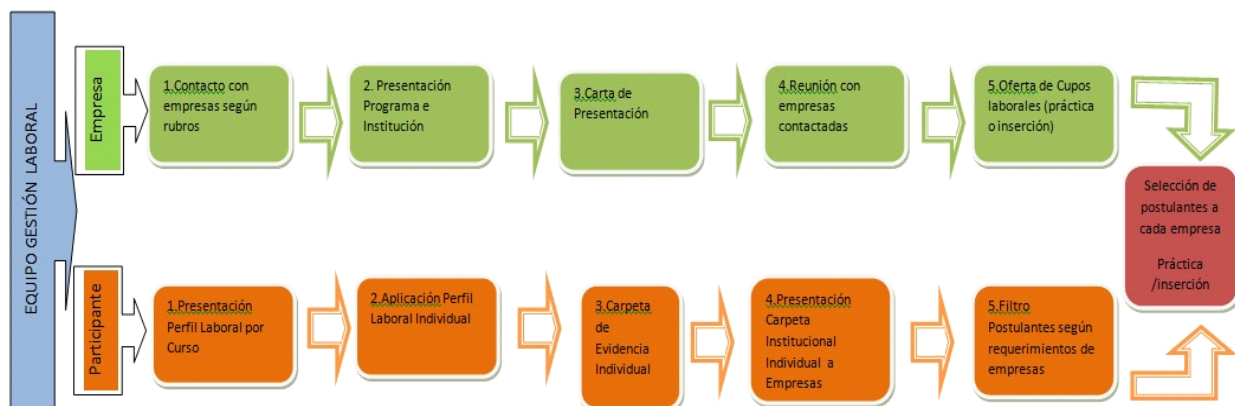 EQUIPO GESTIÓN LABORAL
Empresa
1.Contacto con
empresas según
rubros
2. Presentación
Programa e
Institución
3.Carta de
Presentación
4.Reunión con
empresas
contactadas
5.Oferta de Cupos
laborales (práctica
o inserción)
Selección de
postulantes a
cada empresa
Práctica
/inserción
Participante
1.Presentación
Perfil Laboral por
Curso
2.Aplicación Perfil
Laboral Individual
3.Carpeta
de
Evidencia
Individual
4.Presentación
Carpeta
Institucional
Individual a
Empresas
5.Filtro
Postulantes según
requerimientos de
empresas